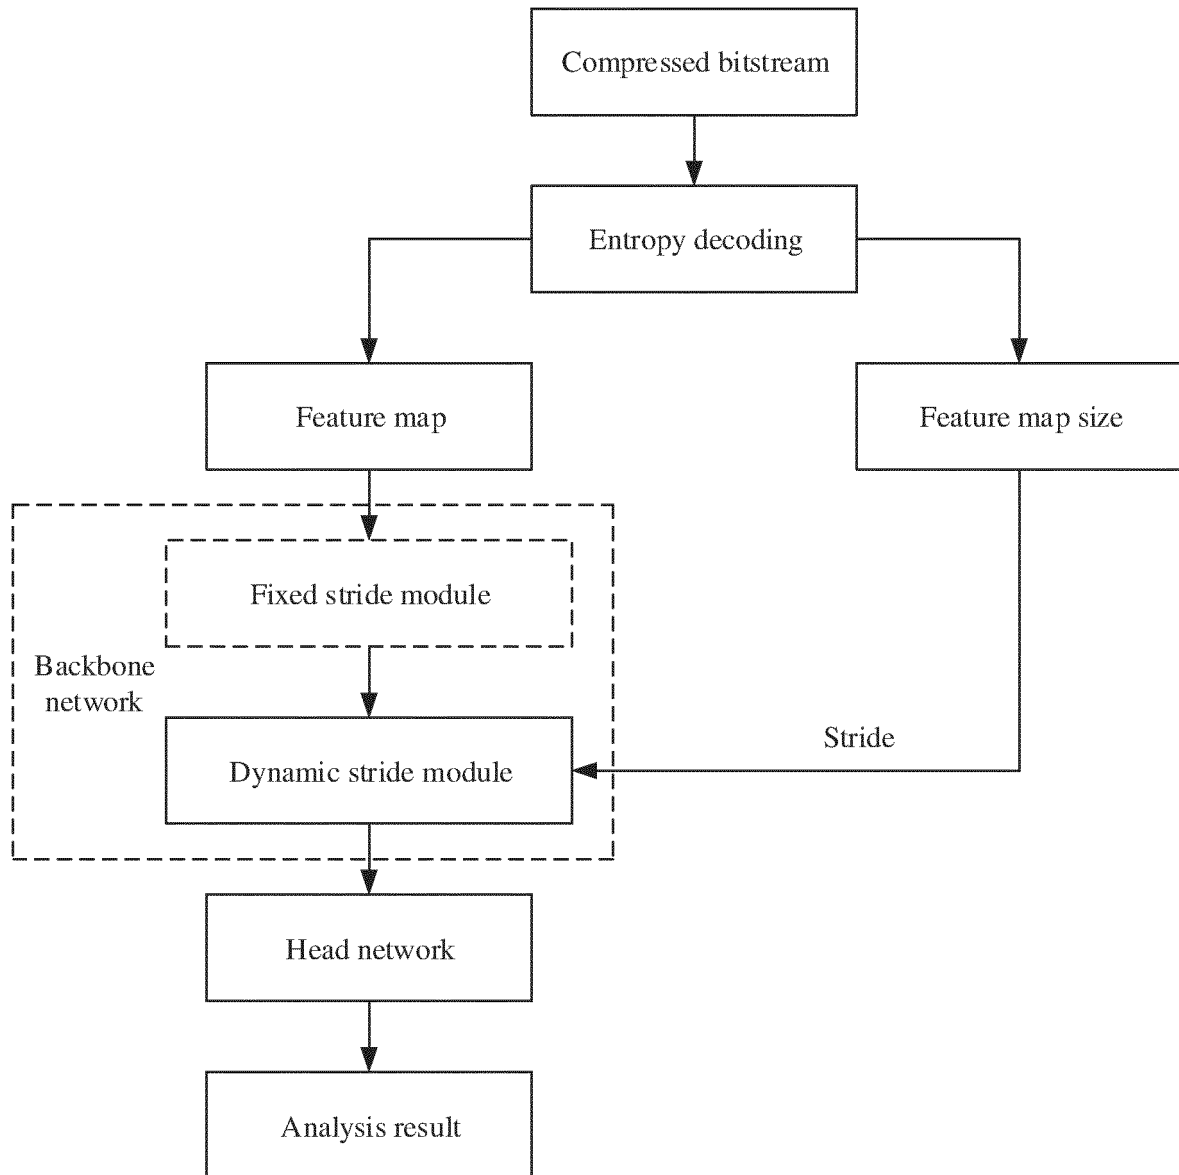 Compressed bitstream
Entropy decoding
Feature map
Feature map size
Fixed stride module
Backbone
network
Stride
Dynamic stride module
Head network
Analysis result